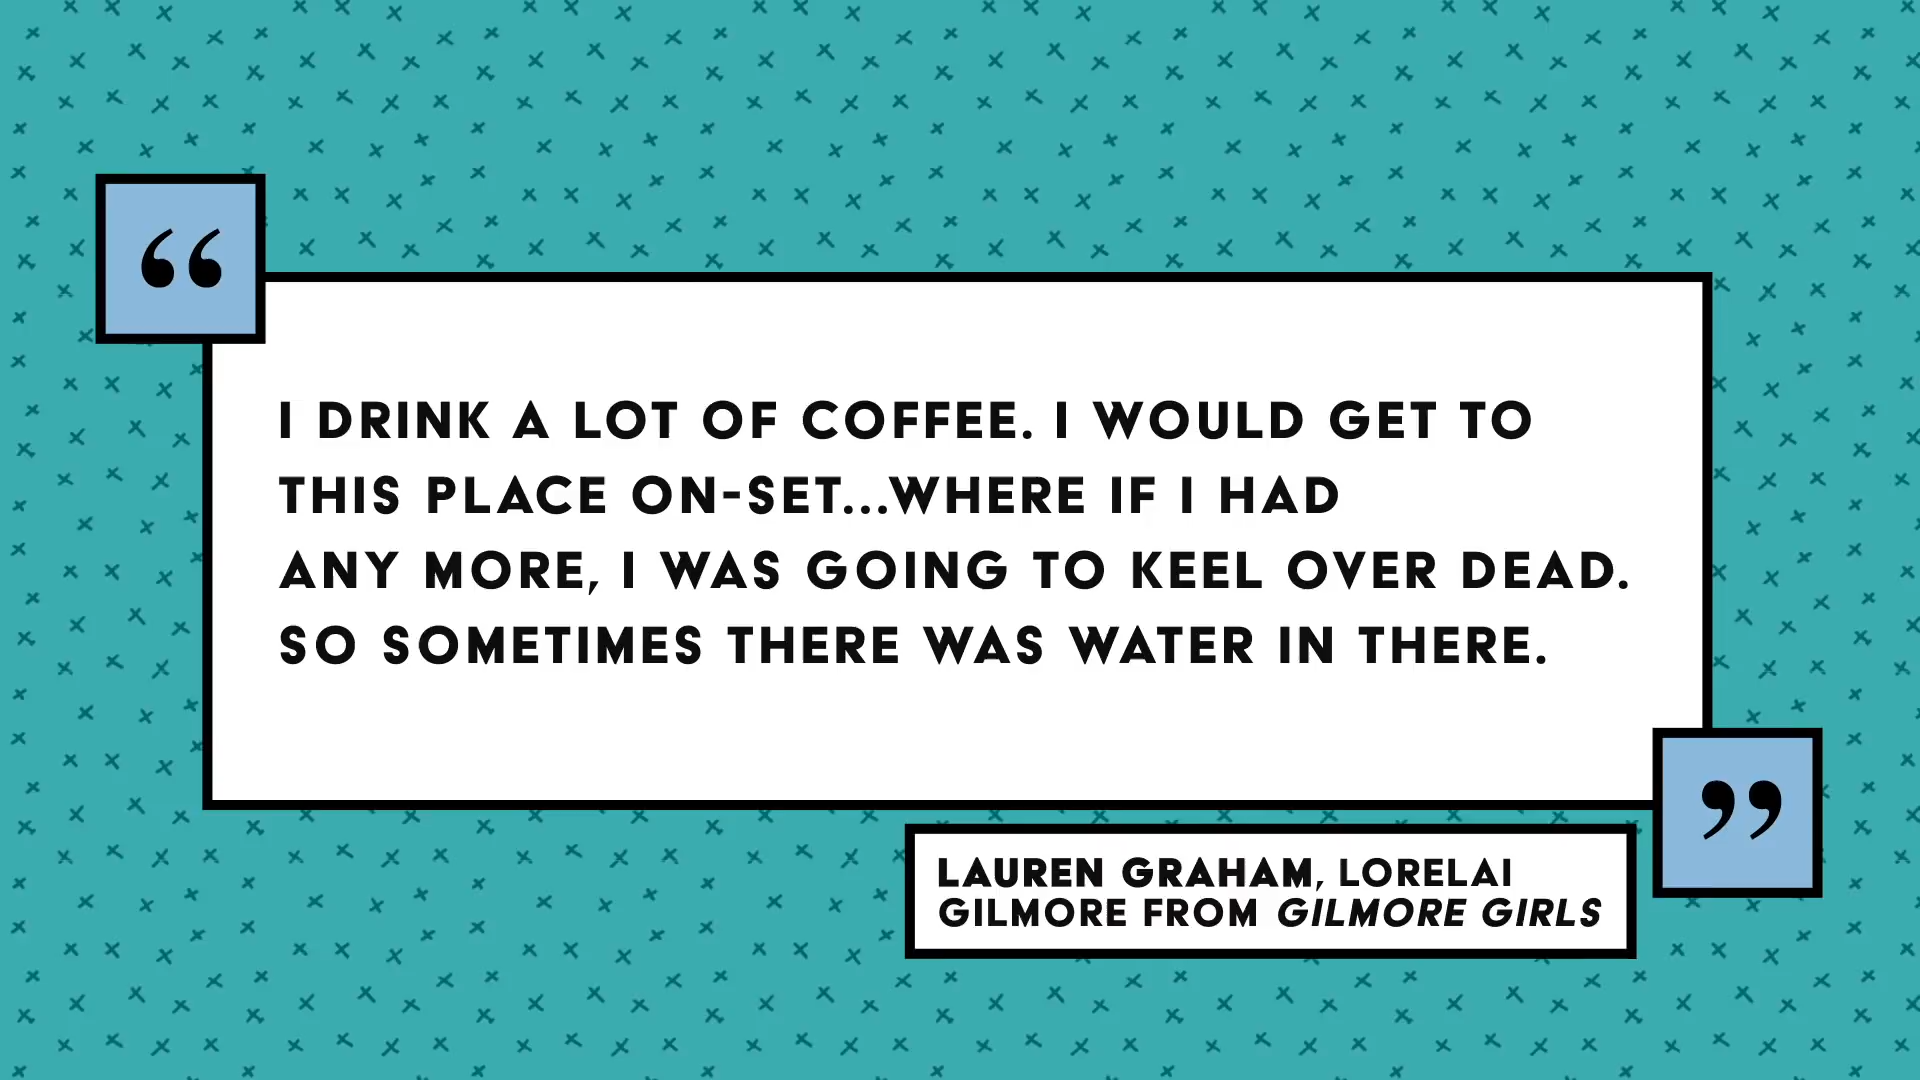 “
I DRINK A LOT OF COFFEE. I WOULD GET TO
THIS PLACE ON-SET...WHERE IF I HAD
ANY MORE, I WAS GOING TO KEEL OVER DEAD.
SO SOMETIMES THERE WAS WATER IN THERE.
”
LAUREN GRAHAM, LORELAI
GILMORE FROM GILMORE GIRLS